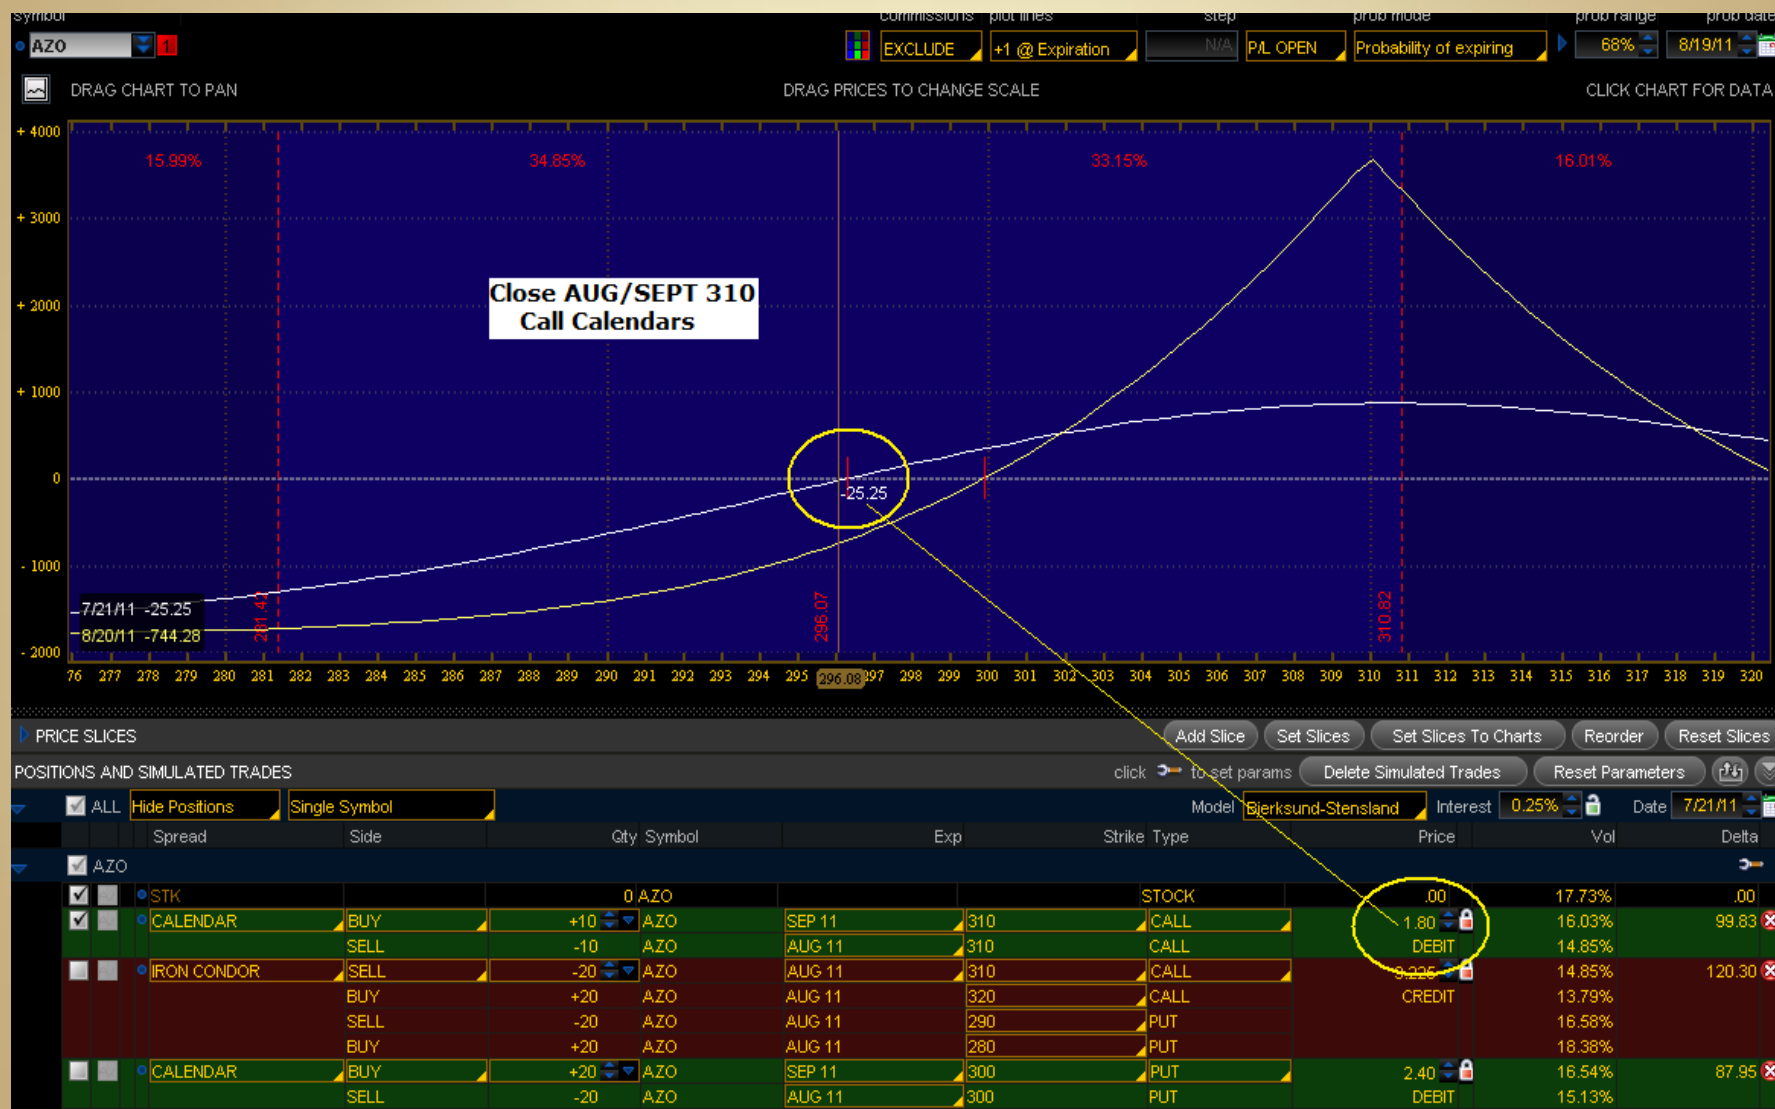 symbol commissions plot lines step prob mode prob range prob date
AZO 1 EXCLUDE +1 @ Expiration N/A P/L OPEN Probability of expiring 68% 8/19/11
DRAG CHART TO PAN DRAG PRICES TO CHANGE SCALE CLICK CHART FOR DATA
+ 4000
15.99% 34.85% 33.15% 16.01%
+ 3000
Close AUG/SEPT 310
Call Calendars
+ 2000
+ 1000
0
-25.25
- 1000
7/21/11 -25.25
8/20/11 -744.28
281.42 296.07 310.82
- 2000
76 277 278 279 280 281 282 283 284 285 286 287 288 289 290 291 292 293 294 295 296.08 297 298 299 300 301 302 303 304 305 306 307 308 309 310 311 312 313 314 315 316 317 318 319 320
PRICE SLICES Add Slice Set Slices Set Slices To Charts Reorder Reset Slices
POSITIONS AND SIMULATED TRADES click to set params Delete Simulated Trades Reset Parameters
ALL Hide Positions Single Symbol Model Bjerksund-Stensland Interest 0.25% Date 7/21/11
Spread Side Qty Symbol Exp Strike Type Price Vol Delta
AZO
STK 0 AZO STOCK .00 17.73% .00
CALENDAR BUY +10 AZO SEP 11 310 CALL 1.80 16.03% 99.83
SELL -10 AZO AUG 11 310 CALL DEBIT 14.85%
IRON CONDOR SELL -20 AZO AUG 11 310 CALL 3.225 14.85% 120.30
BUY +20 AZO AUG 11 320 CALL CREDIT 13.79%
SELL -20 AZO AUG 11 290 PUT 16.58%
BUY +20 AZO AUG 11 280 PUT 18.38%
CALENDAR BUY +20 AZO SEP 11 300 PUT 2.40 16.54% 87.95
SELL -20 AZO AUG 11 300 PUT DEBIT 15.13%